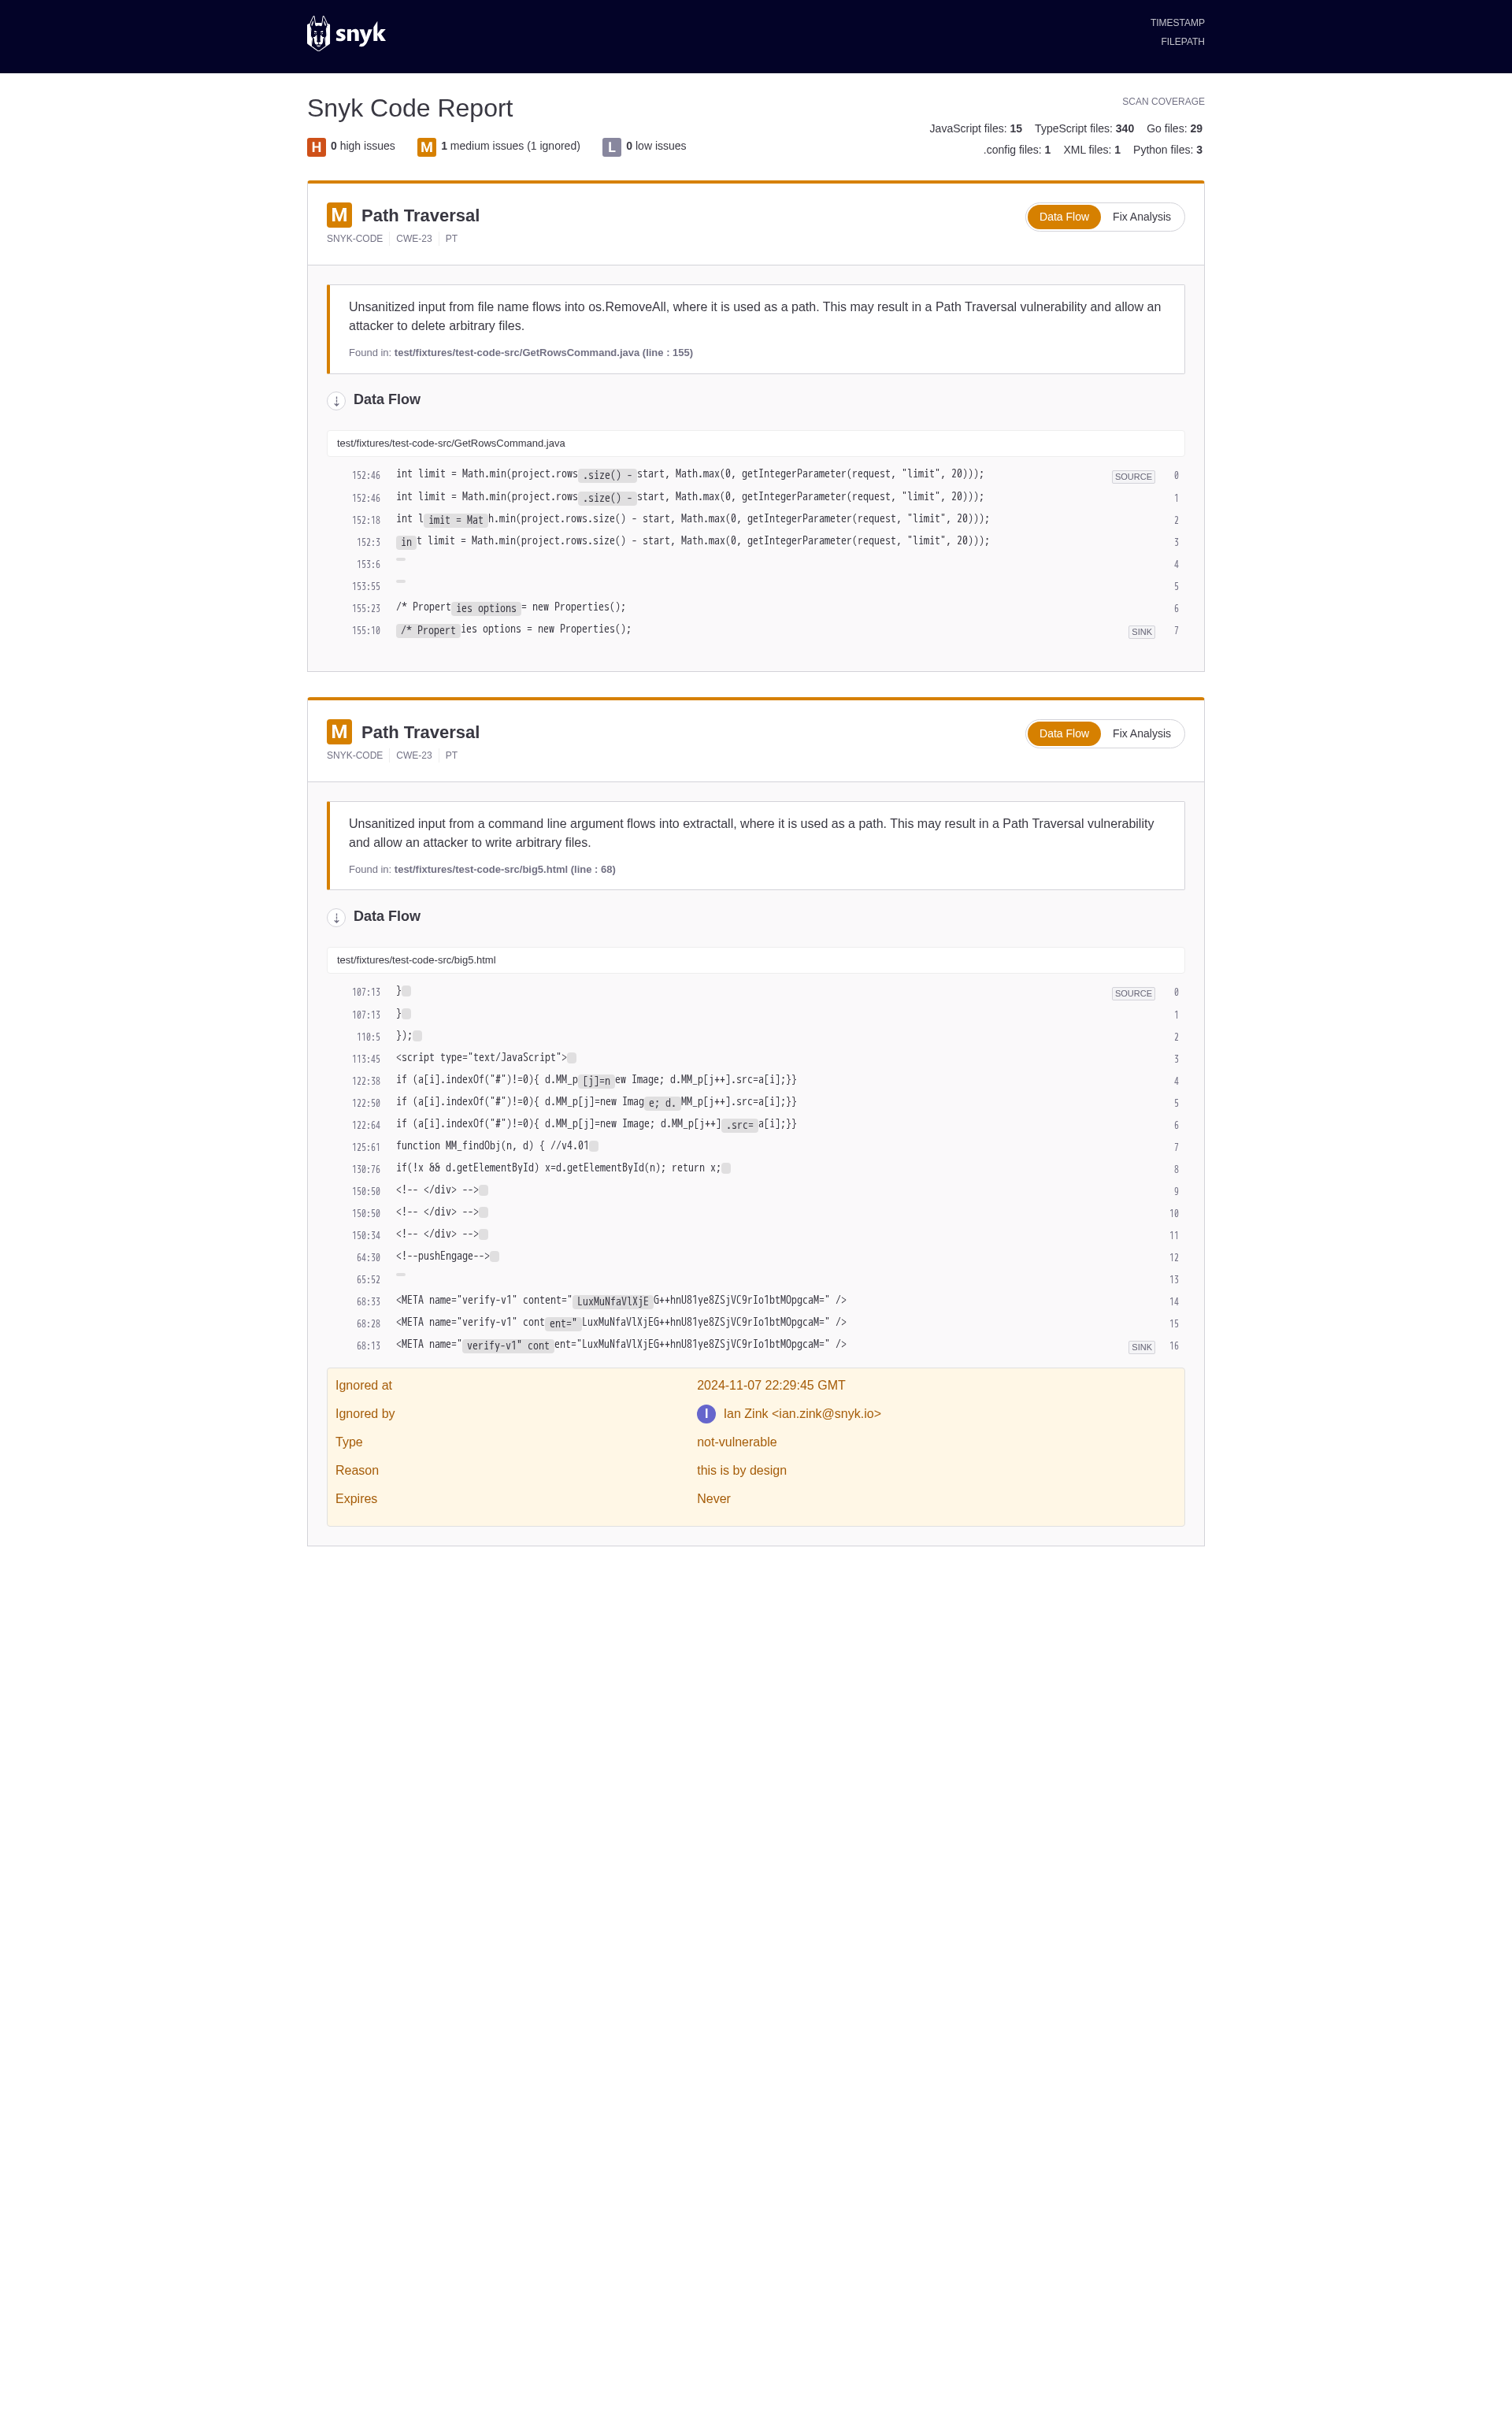 snyk
TIMESTAMP
FILEPATH
Snyk Code Report
H 0 high issues M 1 medium issues (1 ignored) L 0 low issues
SCAN COVERAGE
JavaScript files: 15 TypeScript files: 340 Go files: 29
.config files: 1 XML files: 1 Python files: 3
M Path Traversal
SNYK-CODE CWE-23 PT
Data Flow Fix Analysis
Unsanitized input from file name flows into os.RemoveAll, where it is used as a path. This may result in a Path Traversal vulnerability and allow an
attacker to delete arbitrary files.
Found in: test/fixtures/test-code-src/GetRowsCommand.java (line : 155)
Data Flow
test/fixtures/test-code-src/GetRowsCommand.java
152:46 int limit = Math.min(project.rows .size() - start, Math.max(0, getIntegerParameter(request, "limit", 20))); SOURCE 0
152:46 int limit = Math.min(project.rows .size() - start, Math.max(0, getIntegerParameter(request, "limit", 20))); 1
152:18 int l imit = Mat h.min(project.rows.size() - start, Math.max(0, getIntegerParameter(request, "limit", 20))); 2
152:3 in t limit = Math.min(project.rows.size() - start, Math.max(0, getIntegerParameter(request, "limit", 20))); 3
153:6 4
153:55 5
155:23 /* Propert ies options = new Properties(); 6
155:10 /* Propert ies options = new Properties(); SINK 7
M Path Traversal
SNYK-CODE CWE-23 PT
Data Flow Fix Analysis
Unsanitized input from a command line argument flows into extractall, where it is used as a path. This may result in a Path Traversal vulnerability
and allow an attacker to write arbitrary files.
Found in: test/fixtures/test-code-src/big5.html (line : 68)
Data Flow
test/fixtures/test-code-src/big5.html
107:13 } SOURCE 0
107:13 } 1
110:5 }); 2
113:45 <script type="text/JavaScript"> 3
122:38 if (a[i].indexOf("#")!=0){ d.MM_p [j]=n ew Image; d.MM_p[j++].src=a[i];}} 4
122:50 if (a[i].indexOf("#")!=0){ d.MM_p[j]=new Imag e; d. MM_p[j++].src=a[i];}} 5
122:64 if (a[i].indexOf("#")!=0){ d.MM_p[j]=new Image; d.MM_p[j++] .src= a[i];}} 6
125:61 function MM_findObj(n, d) { //v4.01 7
130:76 if(!x && d.getElementById) x=d.getElementById(n); return x; 8
150:50 <!-- </div> --> 9
150:50 <!-- </div> --> 10
150:34 <!-- </div> --> 11
64:30 <!--pushEngage--> 12
65:52 13
68:33 <META name="verify-v1" content=" LuxMuNfaVlXjE G++hnU81ye8ZSjVC9rIo1btMOpgcaM=" /> 14
68:28 <META name="verify-v1" cont ent=" LuxMuNfaVlXjEG++hnU81ye8ZSjVC9rIo1btMOpgcaM=" /> 15
68:13 <META name=" verify-v1" cont ent="LuxMuNfaVlXjEG++hnU81ye8ZSjVC9rIo1btMOpgcaM=" /> SINK 16
Ignored at 2024-11-07 22:29:45 GMT
Ignored by I Ian Zink <ian.zink@snyk.io>
Type not-vulnerable
Reason this is by design
Expires Never